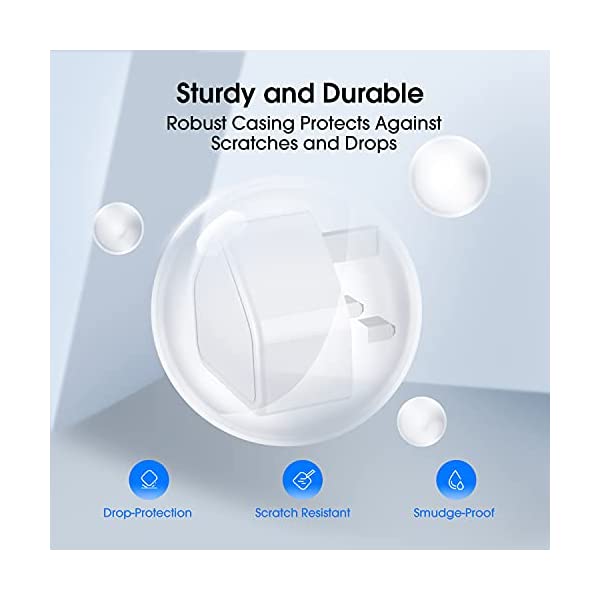 Sturdy and Durable
Robust Casing Protects Against
Scratches and Drops
Drop-Protection
Scratch Resistant
Smudge-Proof